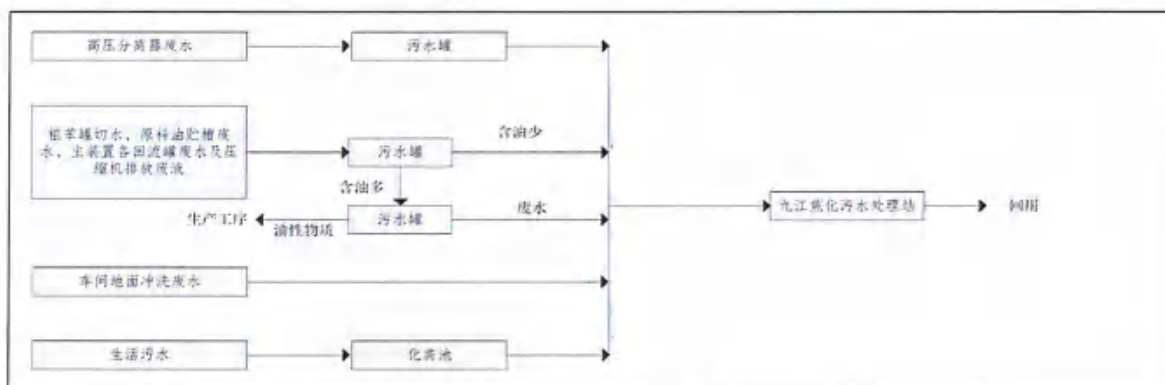 高压分离器废水
污水罐
粗苯罐切水、原料油贮槽废
水、主装置各回流罐废水及压
缩机排放废液
污水罐
含油少
含油多
生产工序
油性物质
污水罐
废水
九江焦化污水处理站
回用
车间地面冲洗废水
生活污水
化粪池